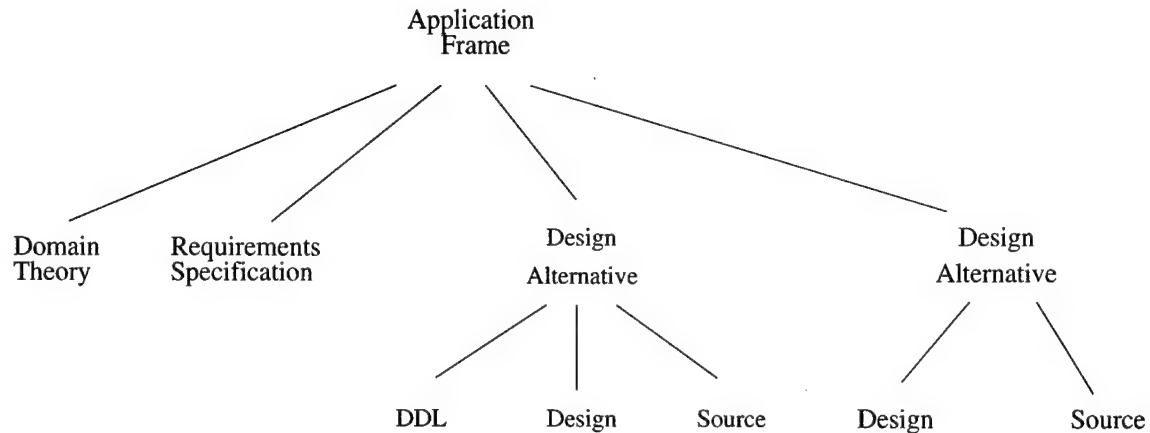 Application
Frame
Domain
Theory
Requirements
Specification
Design
Alternative
Design
Alternative
DDL
Design
Source
Design
Source